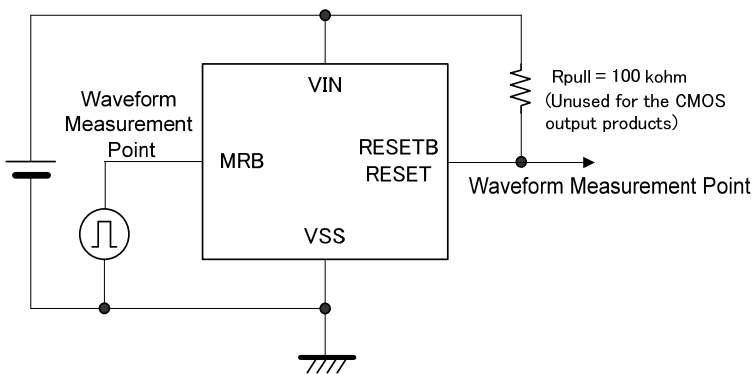 VIN
Rpull = 100 kohm
(Unused for the CMOS
output products)
Waveform
Measurement
Point
MRB
RESETB
RESET
Waveform Measurement Point
VSS